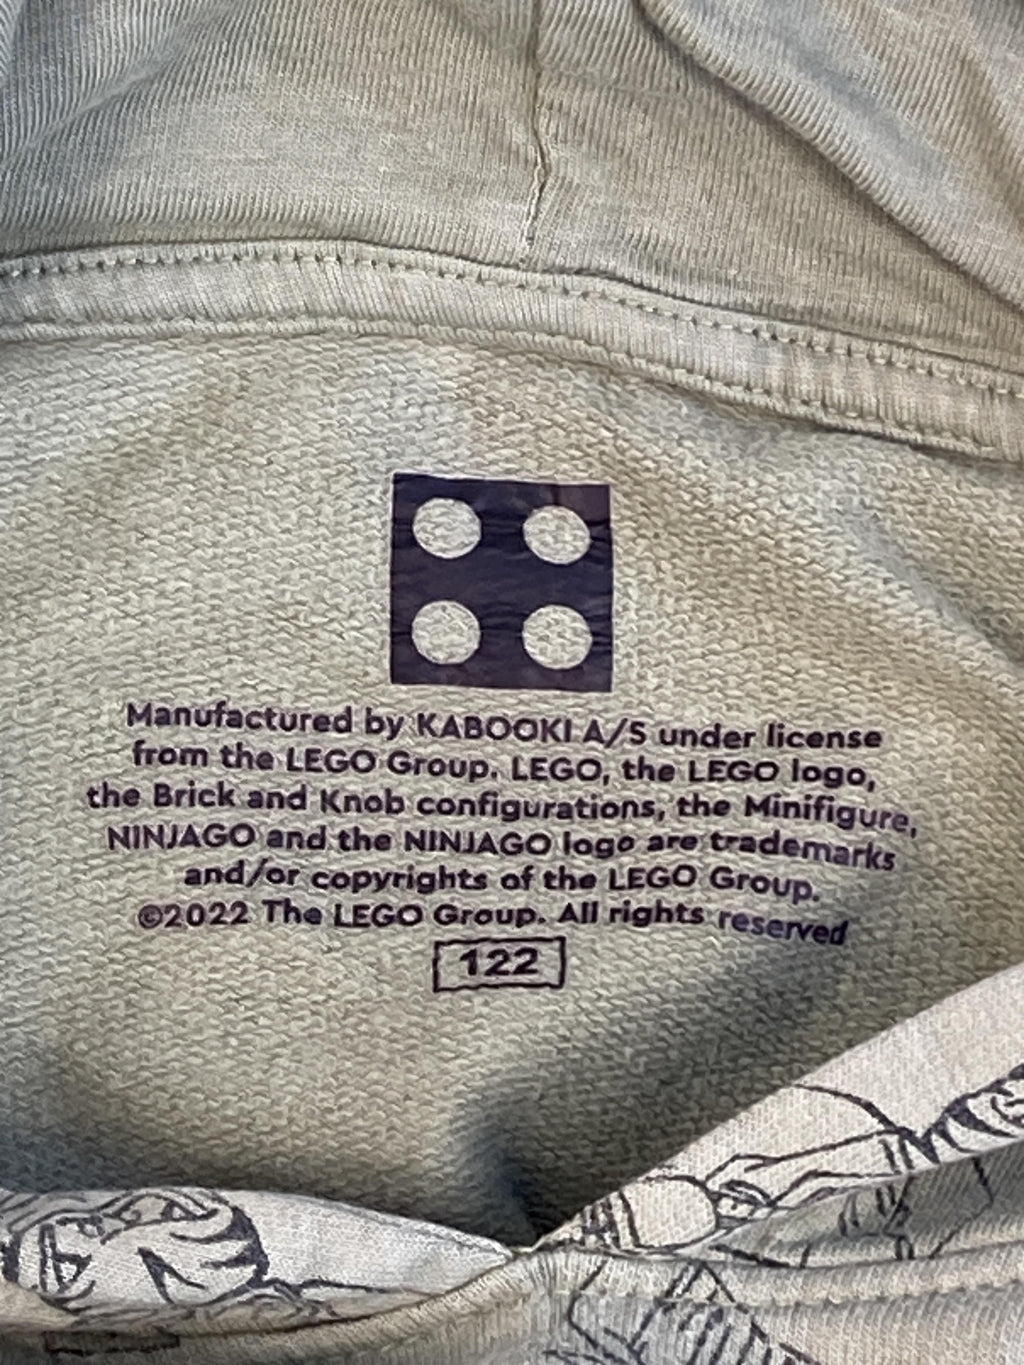 Manufactured by KABOOKI A/S under license
from the LEGO Group. LEGO, the LEGO logo,
the Brick and Knob configurations, the Minifigure,
NINJAGO and the NINJAGO logo are trademarks
and/or copyrights of the LEGO Group.
©2022 The LEGO Group. All rights reserved
122